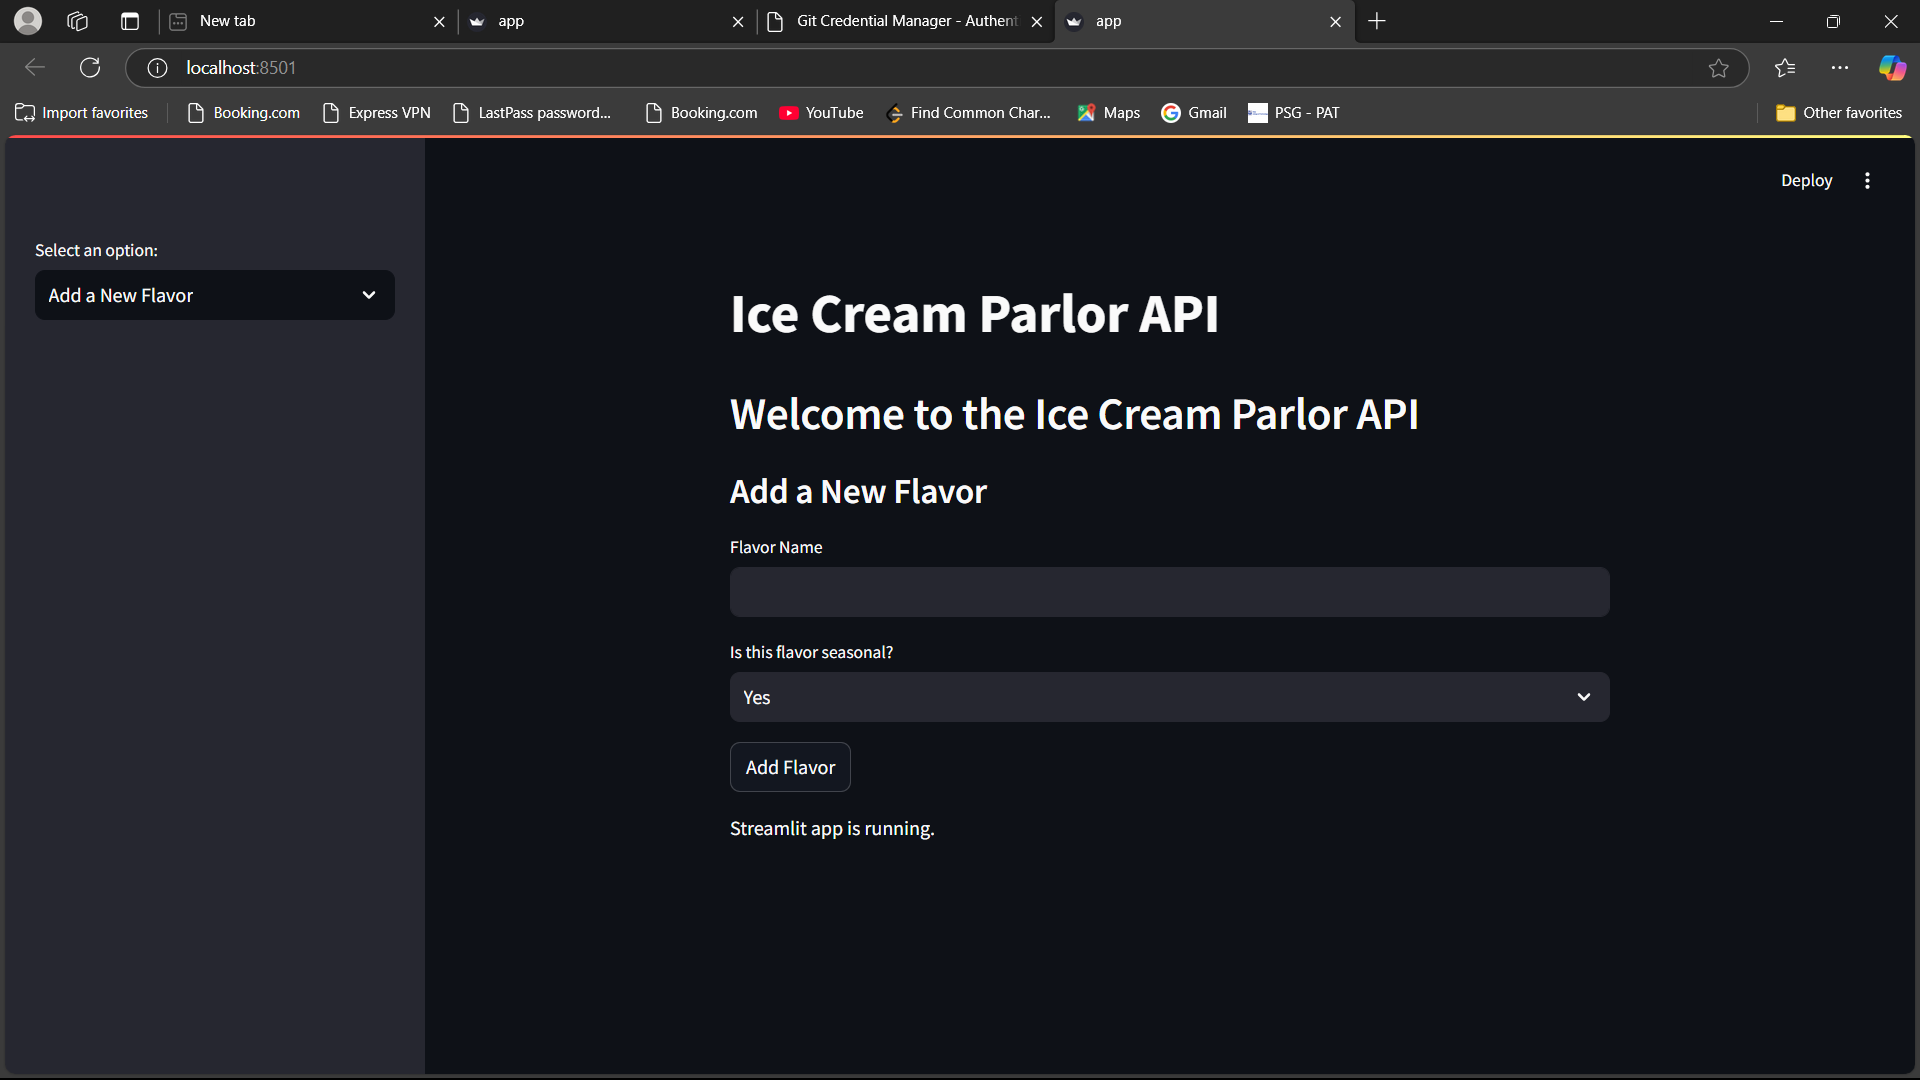 New tab
app
Git Credential Manager - Authent
app
localhost:8501
Import favorites
Booking.com
Express VPN
LastPass password...
Booking.com
YouTube
Find Common Char...
Maps
Gmail
PSG - PAT
Other favorites
Deploy
Select an option:
Add a New Flavor
Ice Cream Parlor API
Welcome to the Ice Cream Parlor API
Add a New Flavor
Flavor Name
Is this flavor seasonal?
Yes
Add Flavor
Streamlit app is running.